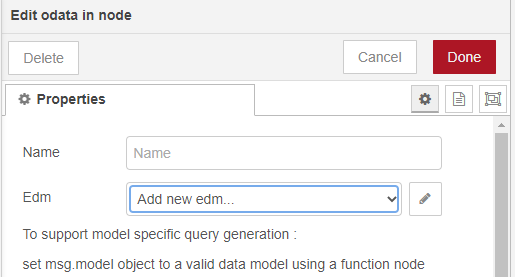 Edit odata in node
Delete
Cancel
Done
Properties
Name
Name
Edm
Add new edm...
To support model specific query generation :
set msg.model object to a valid data model using a function node